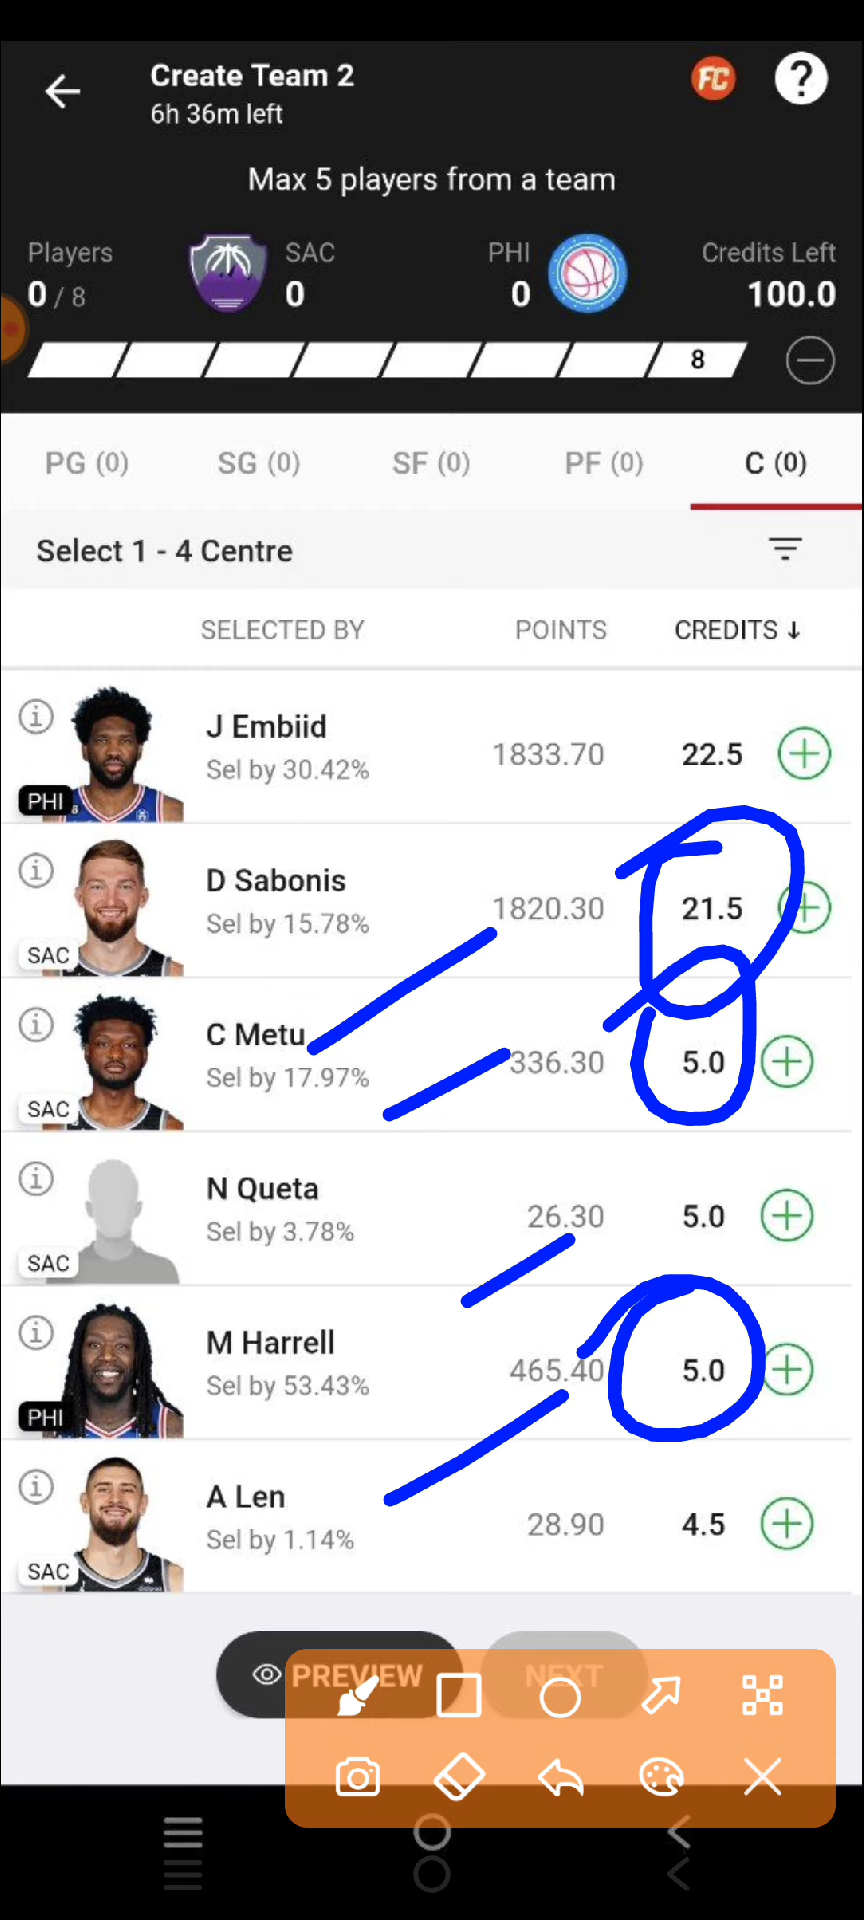 Create Team 2
6h 36m left
FC
?
Max 5 players from a team
Players SAC PHI Credits Left
0 / 8 0 0 100.0
8
PG (0) SG (0) SF (0) PF (0) C (0)
Select 1 - 4 Centre
SELECTED BY POINTS CREDITS ↓
J Embiid
Sel by 30.42% 1833.70 22.5
PHI
D Sabonis
Sel by 15.78% 1820.30 21.5
SAC
C Metu
Sel by 17.97% 336.30 5.0
SAC
N Queta
Sel by 3.78% 26.30 5.0
SAC
M Harrell
Sel by 53.43% 465.40 5.0
PHI
A Len
Sel by 1.14% 28.90 4.5
SAC
PREVIEW NEXT